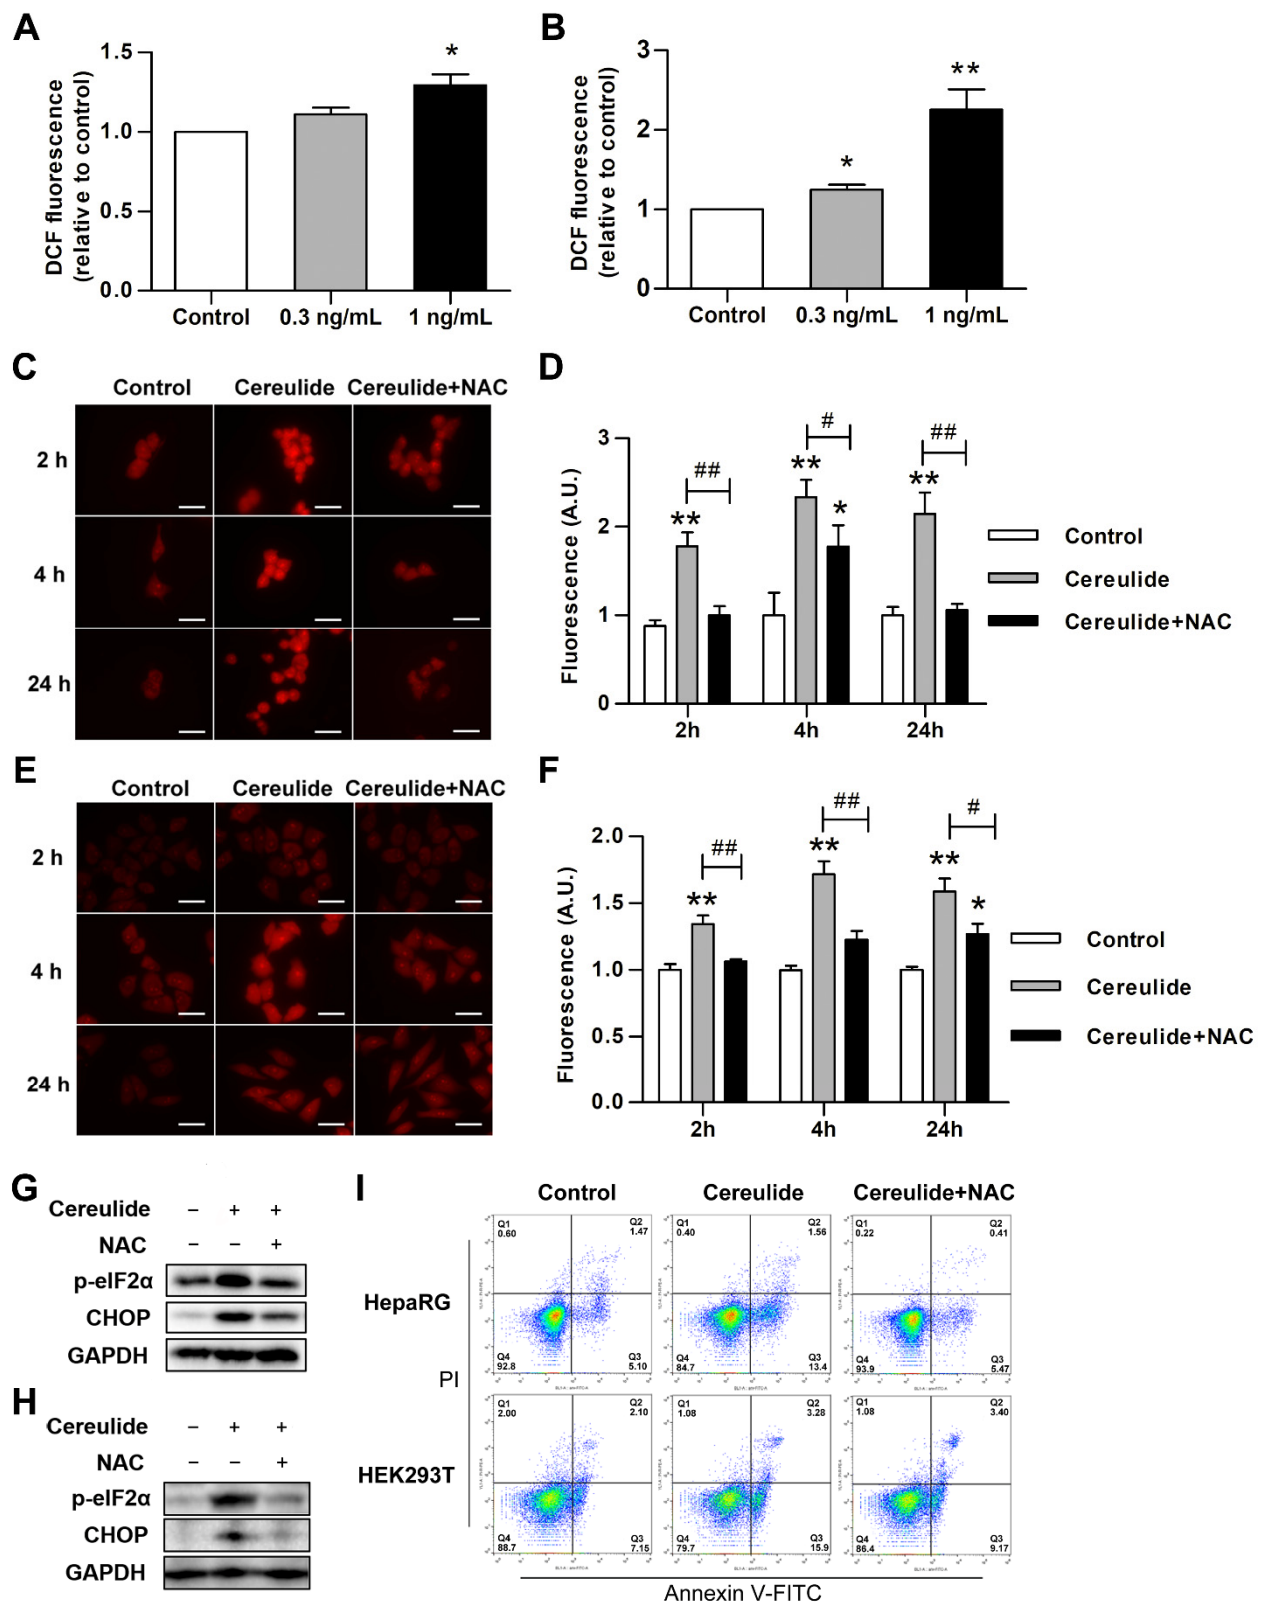 A
B
1.5
1.0
0.5
0.0
DCF fluorescence
(relative to control)
*
Control 0.3 ng/mL 1 ng/mL
3
2
1
0
DCF fluorescence
(relative to control)
*
**
Control 0.3 ng/mL 1 ng/mL
C
Control Cereulide Cereulide+NAC
2 h
4 h
24 h
D
3
2
1
0
Fluorescence (A.U.)
**
##
**
#
*
**
##
2h 4h 24h
Control
Cereulide
Cereulide+NAC
E
Control Cereulide Cereulide+NAC
2 h
4 h
24 h
F
2.0
1.5
1.0
0.5
0.0
Fluorescence (A.U.)
**
##
**
##
**
#
*
2h 4h 24h
Control
Cereulide
Cereulide+NAC
G
Cereulide − + +
NAC − − +
p-eIF2α
CHOP
GAPDH
H
Cereulide − + +
NAC − − +
p-eIF2α
CHOP
GAPDH
I
Control Cereulide Cereulide+NAC
HepaRG
Q1 0.60 Q2 1.47
Q4 92.8 Q3 5.10
Q1 0.40 Q2 1.56
Q4 84.7 Q3 13.4
Q1 0.22 Q2 0.41
Q4 93.9 Q3 5.47
PI
HEK293T
Q1 2.00 Q2 2.10
Q4 88.7 Q3 7.15
Q1 1.08 Q2 3.28
Q4 79.7 Q3 15.9
Q1 1.08 Q2 3.40
Q4 86.4 Q3 9.17
Annexin V-FITC